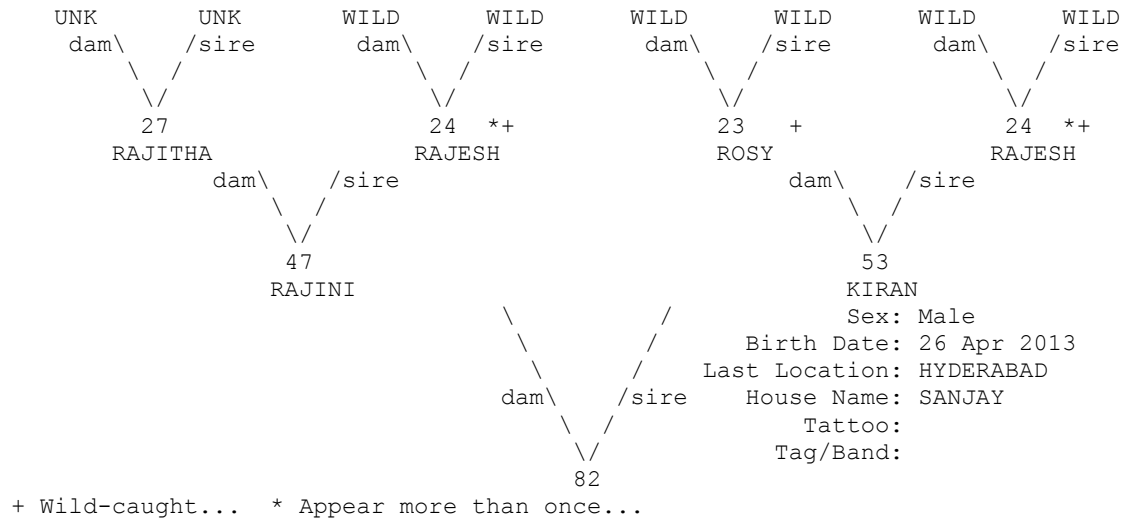 UNK UNK WILD WILD WILD WILD WILD WILD
dam\ /sire dam\ /sire dam\ /sire dam\ /sire
\ / \ / \ / \ /
\/ \/ \/ \/
27 24 *+ 23 + 24 *+
RAJITHA RAJESH ROSY RAJESH
dam\ /sire dam\ /sire
\ / \ /
\/ \/
47 53
RAJINI KIRAN
\ / Sex: Male
\ / Birth Date: 26 Apr 2013
\ / Last Location: HYDERABAD
dam\ /sire House Name: SANJAY
\ / Tattoo:
\/ Tag/Band:
82
+ Wild-caught... * Appear more than once...